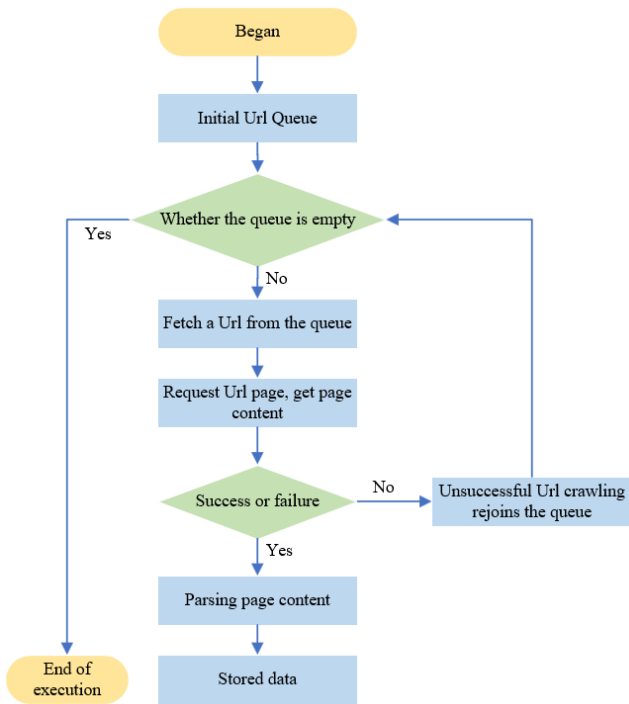 Began
Initial Url Queue
Whether the queue is empty
Yes
No
Fetch a Url from the queue
Request Url page, get page
content
Success or failure
No
Unsuccessful Url crawling
rejoins the queue
Yes
Parsing page content
End of
execution
Stored data